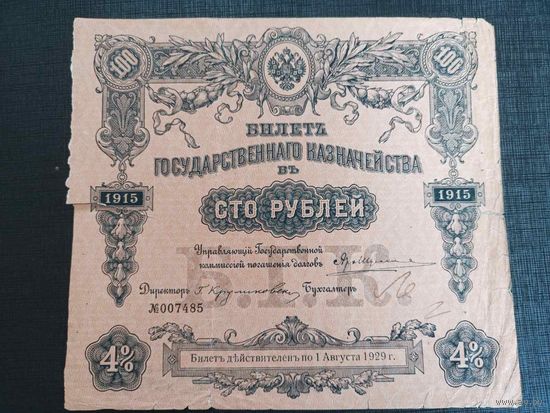 100 100
БИЛЕТЪ
ГОСУДАРСТВЕННАГО КАЗНАЧЕЙСТВА
ВЪ
1915 1915
СТО РУБЛЕЙ
Управляющій Государственной
коммиссіей погашенія долговъ
Директоръ Бухгалтеръ
№007485
4% 4%
Билетъ дѣйствителенъ по 1 Августа 1929 г.